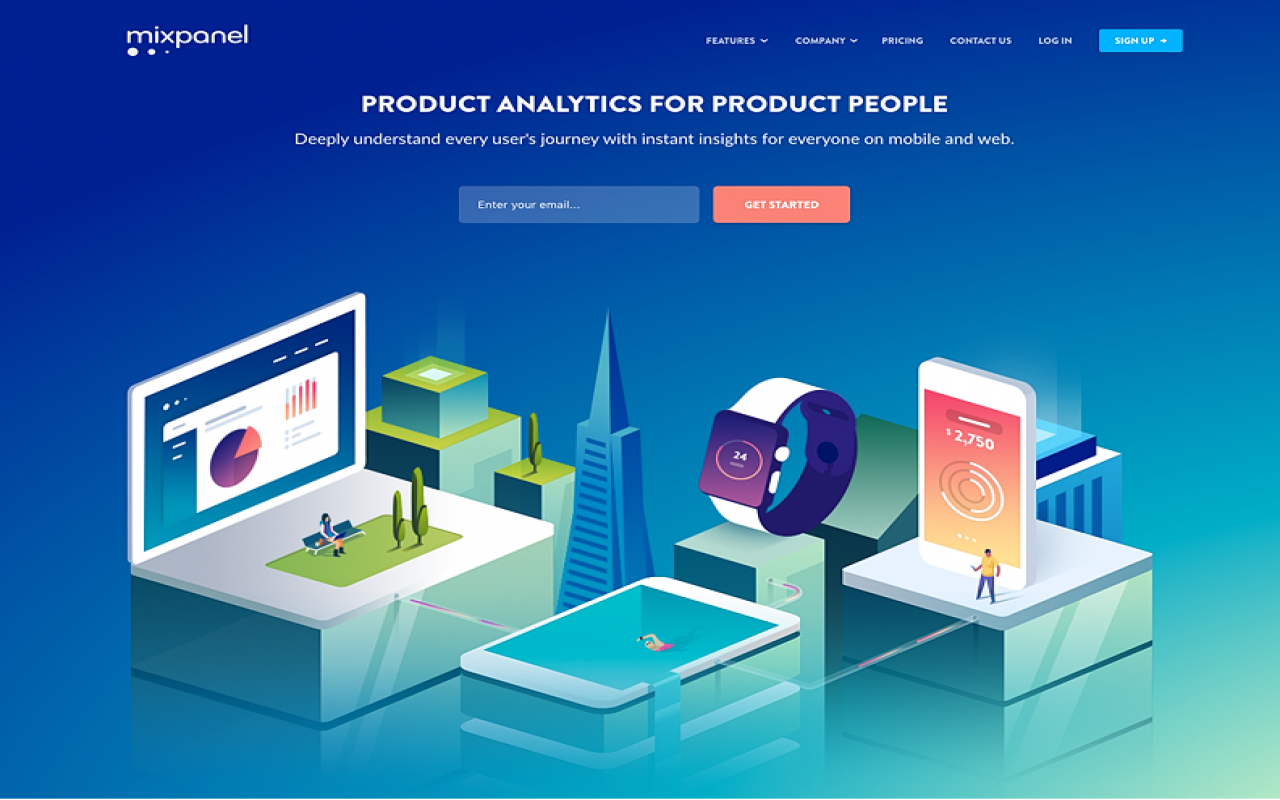 mixpanel
FEATURES
COMPANY
PRICING
CONTACT US
LOG IN
SIGN UP →
PRODUCT ANALYTICS FOR PRODUCT PEOPLE
Deeply understand every user's journey with instant insights for everyone on mobile and web.
Enter your email...
GET STARTED
24
$ 2,750